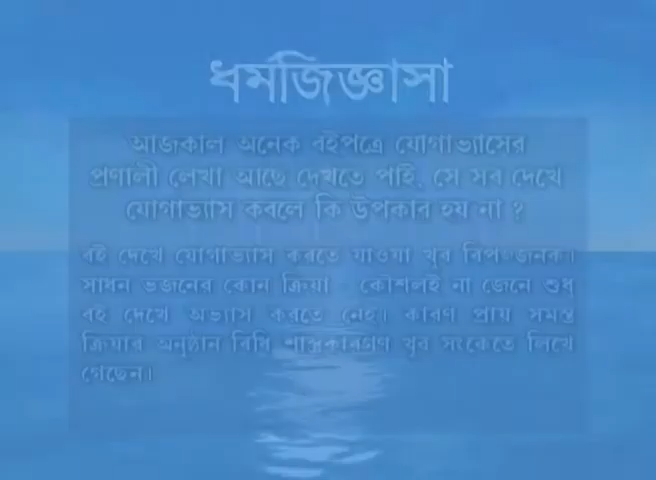 ধর্মজিজ্ঞাসা
আজকাল অনেক বইপত্রে যোগাভ্যাসের
প্রণালী লেখা আছে দেখতে পাই, সে সব দেখে
যোগাভ্যাস করলে কি উপকার হয় না ?
বই দেখে যোগাভ্যাস করতে যাওয়া খুব বিপজ্জনক।
সাধন ভজনের কোন ক্রিয়া - কৌশলই না জেনে শুধু
বই দেখে অভ্যাস করতে নেই। কারণ প্রায় সমস্ত
ক্রিয়ার অনুষ্ঠান বিধি শাস্ত্রকারগণ খুব সংকেতে লিখে
গেছেন।